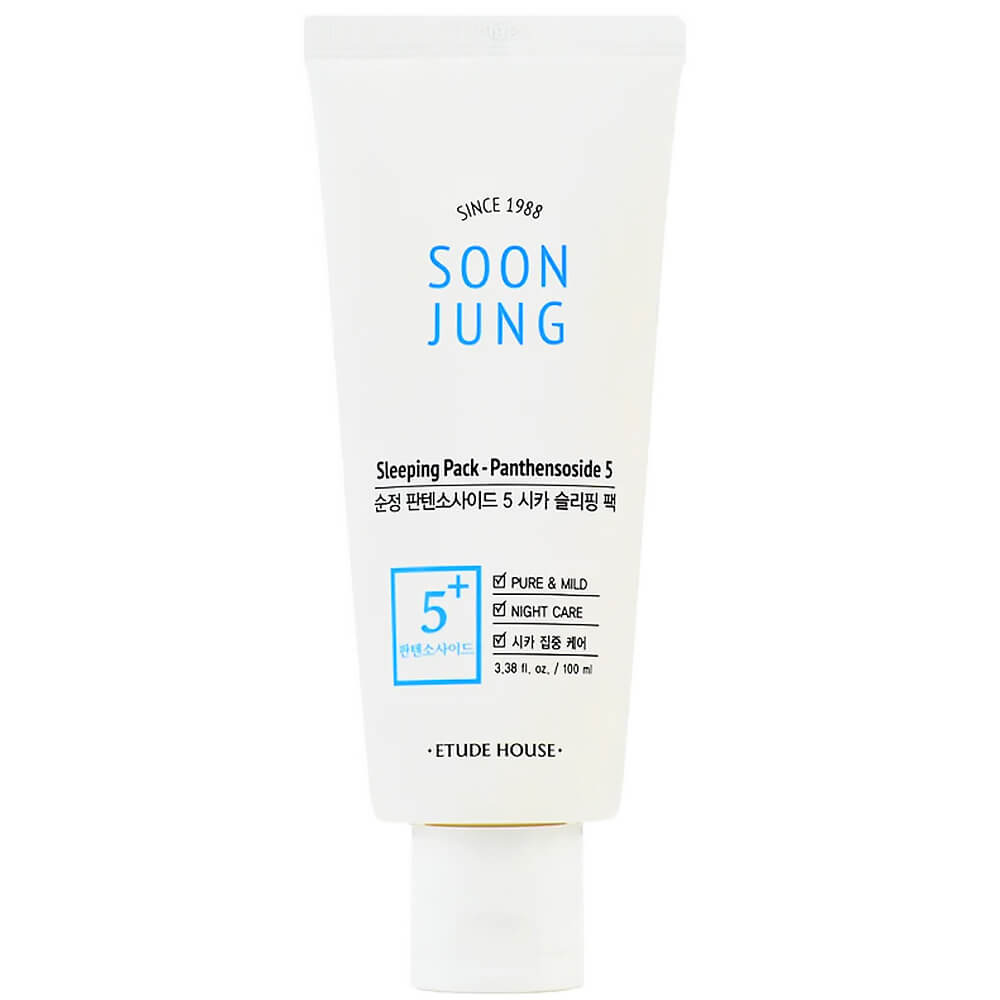 SINCE 1988
SOON
JUNG
Sleeping Pack - Panthensoside 5
순정 판텐소사이드 5 시카 슬리핑 팩
5+
판텐소사이드
PURE & MILD
NIGHT CARE
시카 집중 케어
3.38 fl. oz. / 100 ml
·ETUDE HOUSE·